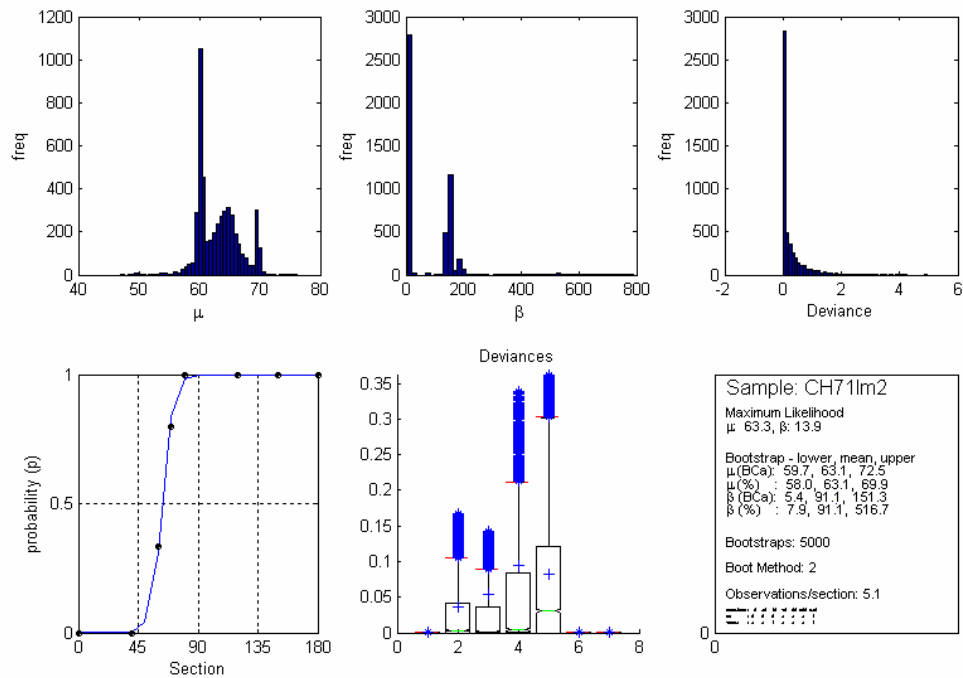 1200
1000
800
600
400
200
0
freq
40 50 60 70 80
μ
3000
2500
2000
1500
1000
500
0
freq
0 200 400 600 800
β
3000
2500
2000
1500
1000
500
0
freq
-2 0 2 4 6
Deviance
1
0.5
0
probability (p)
0 45 90 135 180
Section
Deviances
0.35
0.3
0.25
0.2
0.15
0.1
0.05
0
0 2 4 6 8
0
Sample: CH71lm2
Maximum Likelihood
μ: 63.3, β: 13.9
Bootstrap - lower, mean, upper
μ(BCa): 59.7, 63.1, 72.5
μ(%) : 58.0, 63.1, 69.9
β(BCa): 5.4, 91.1, 151.3
β(%) : 7.9, 91.1, 516.7
Bootstraps: 5000
Boot Method: 2
Observations/section: 5.1